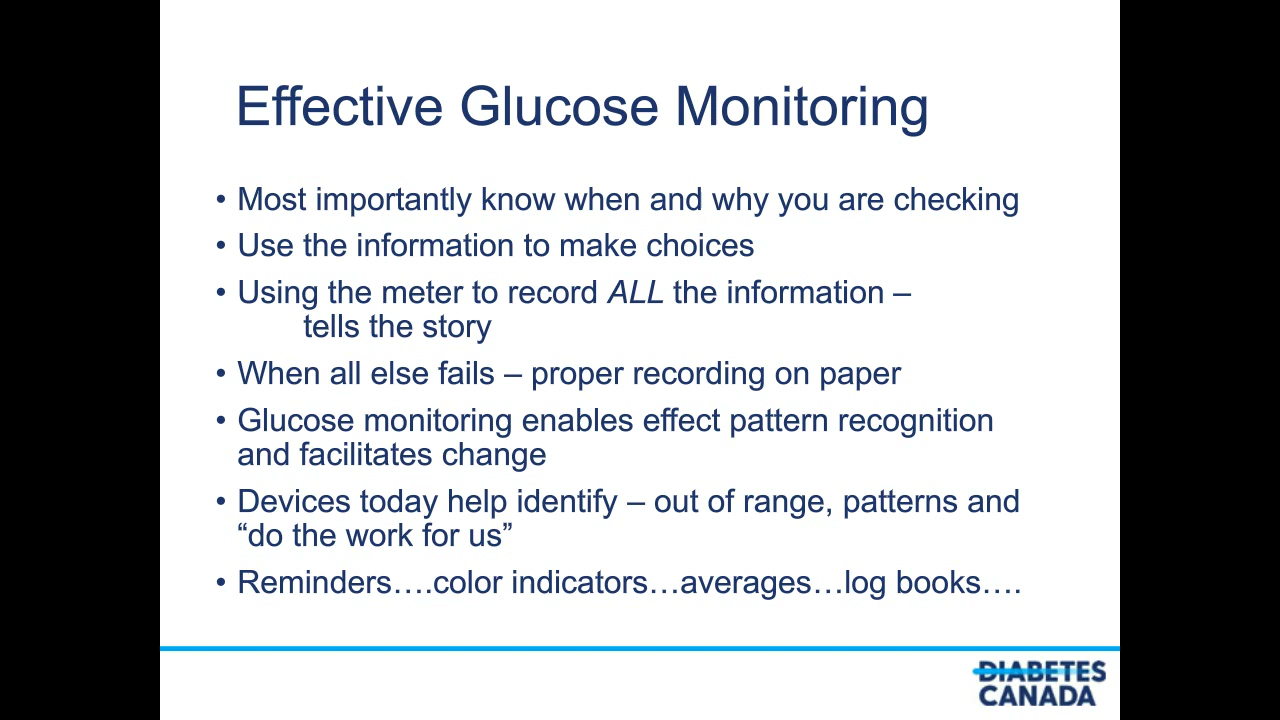 Effective Glucose Monitoring
• Most importantly know when and why you are checking
• Use the information to make choices
• Using the meter to record ALL the information –
tells the story
• When all else fails – proper recording on paper
• Glucose monitoring enables effect pattern recognition
and facilitates change
• Devices today help identify – out of range, patterns and
“do the work for us”
• Reminders….color indicators…averages…log books….
DIABETES
CANADA